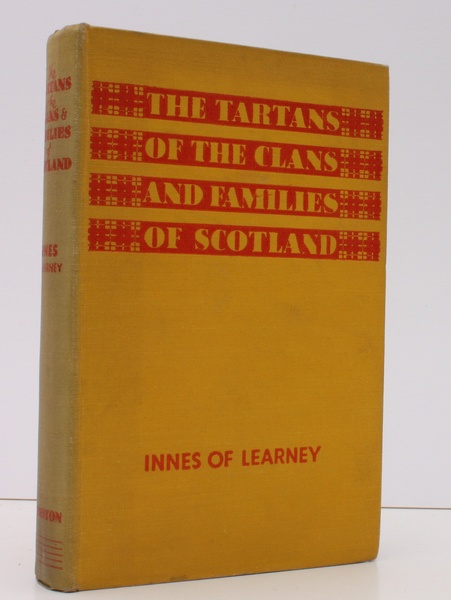 THE TARTANS
OF THE CLANS
AND FAMILIES
OF SCOTLAND
INNES OF LEARNEY